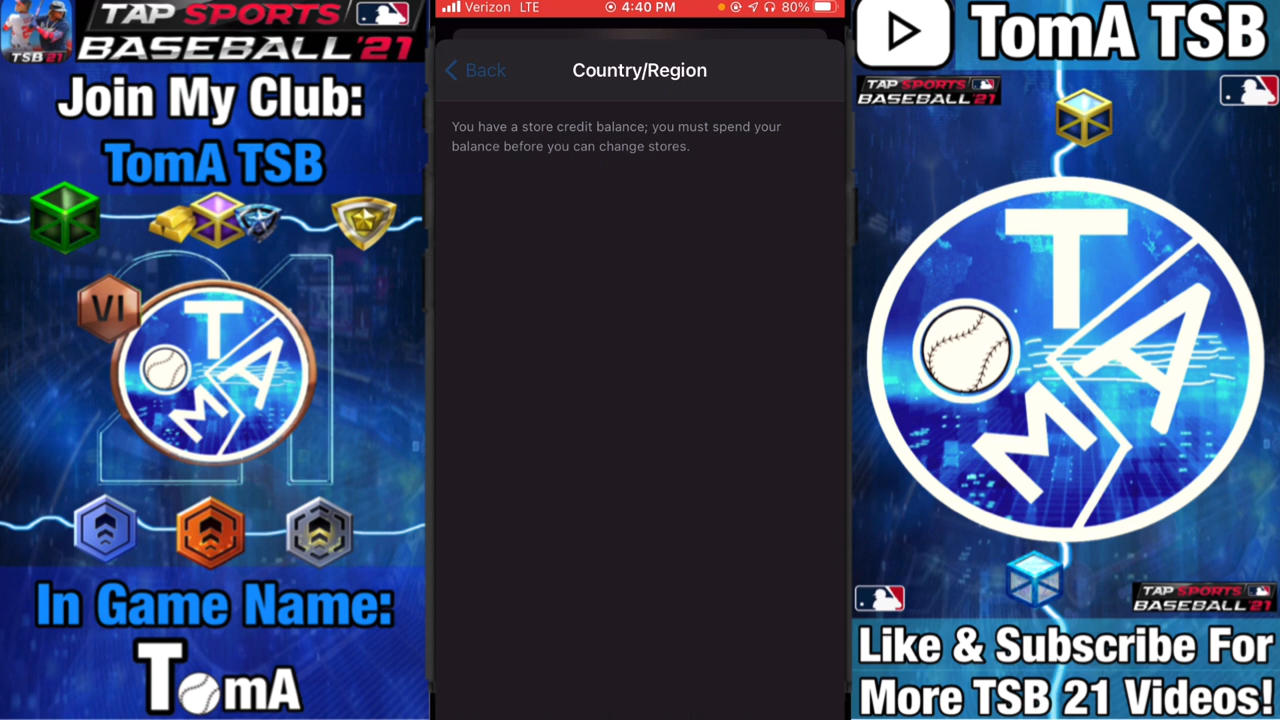 TSB'21
TAP SPORTS
BASEBALL'21
Join My Club:
TomA TSB
VI
T
A
M
In Game Name:
TomA
Verizon LTE
4:40 PM
80%
Back
Country/Region
You have a store credit balance; you must spend your
balance before you can change stores.
TomA TSB
TAP SPORTS
BASEBALL'21
T
A
M
TAP SPORTS
BASEBALL'21
Like & Subscribe For
More TSB 21 Videos!